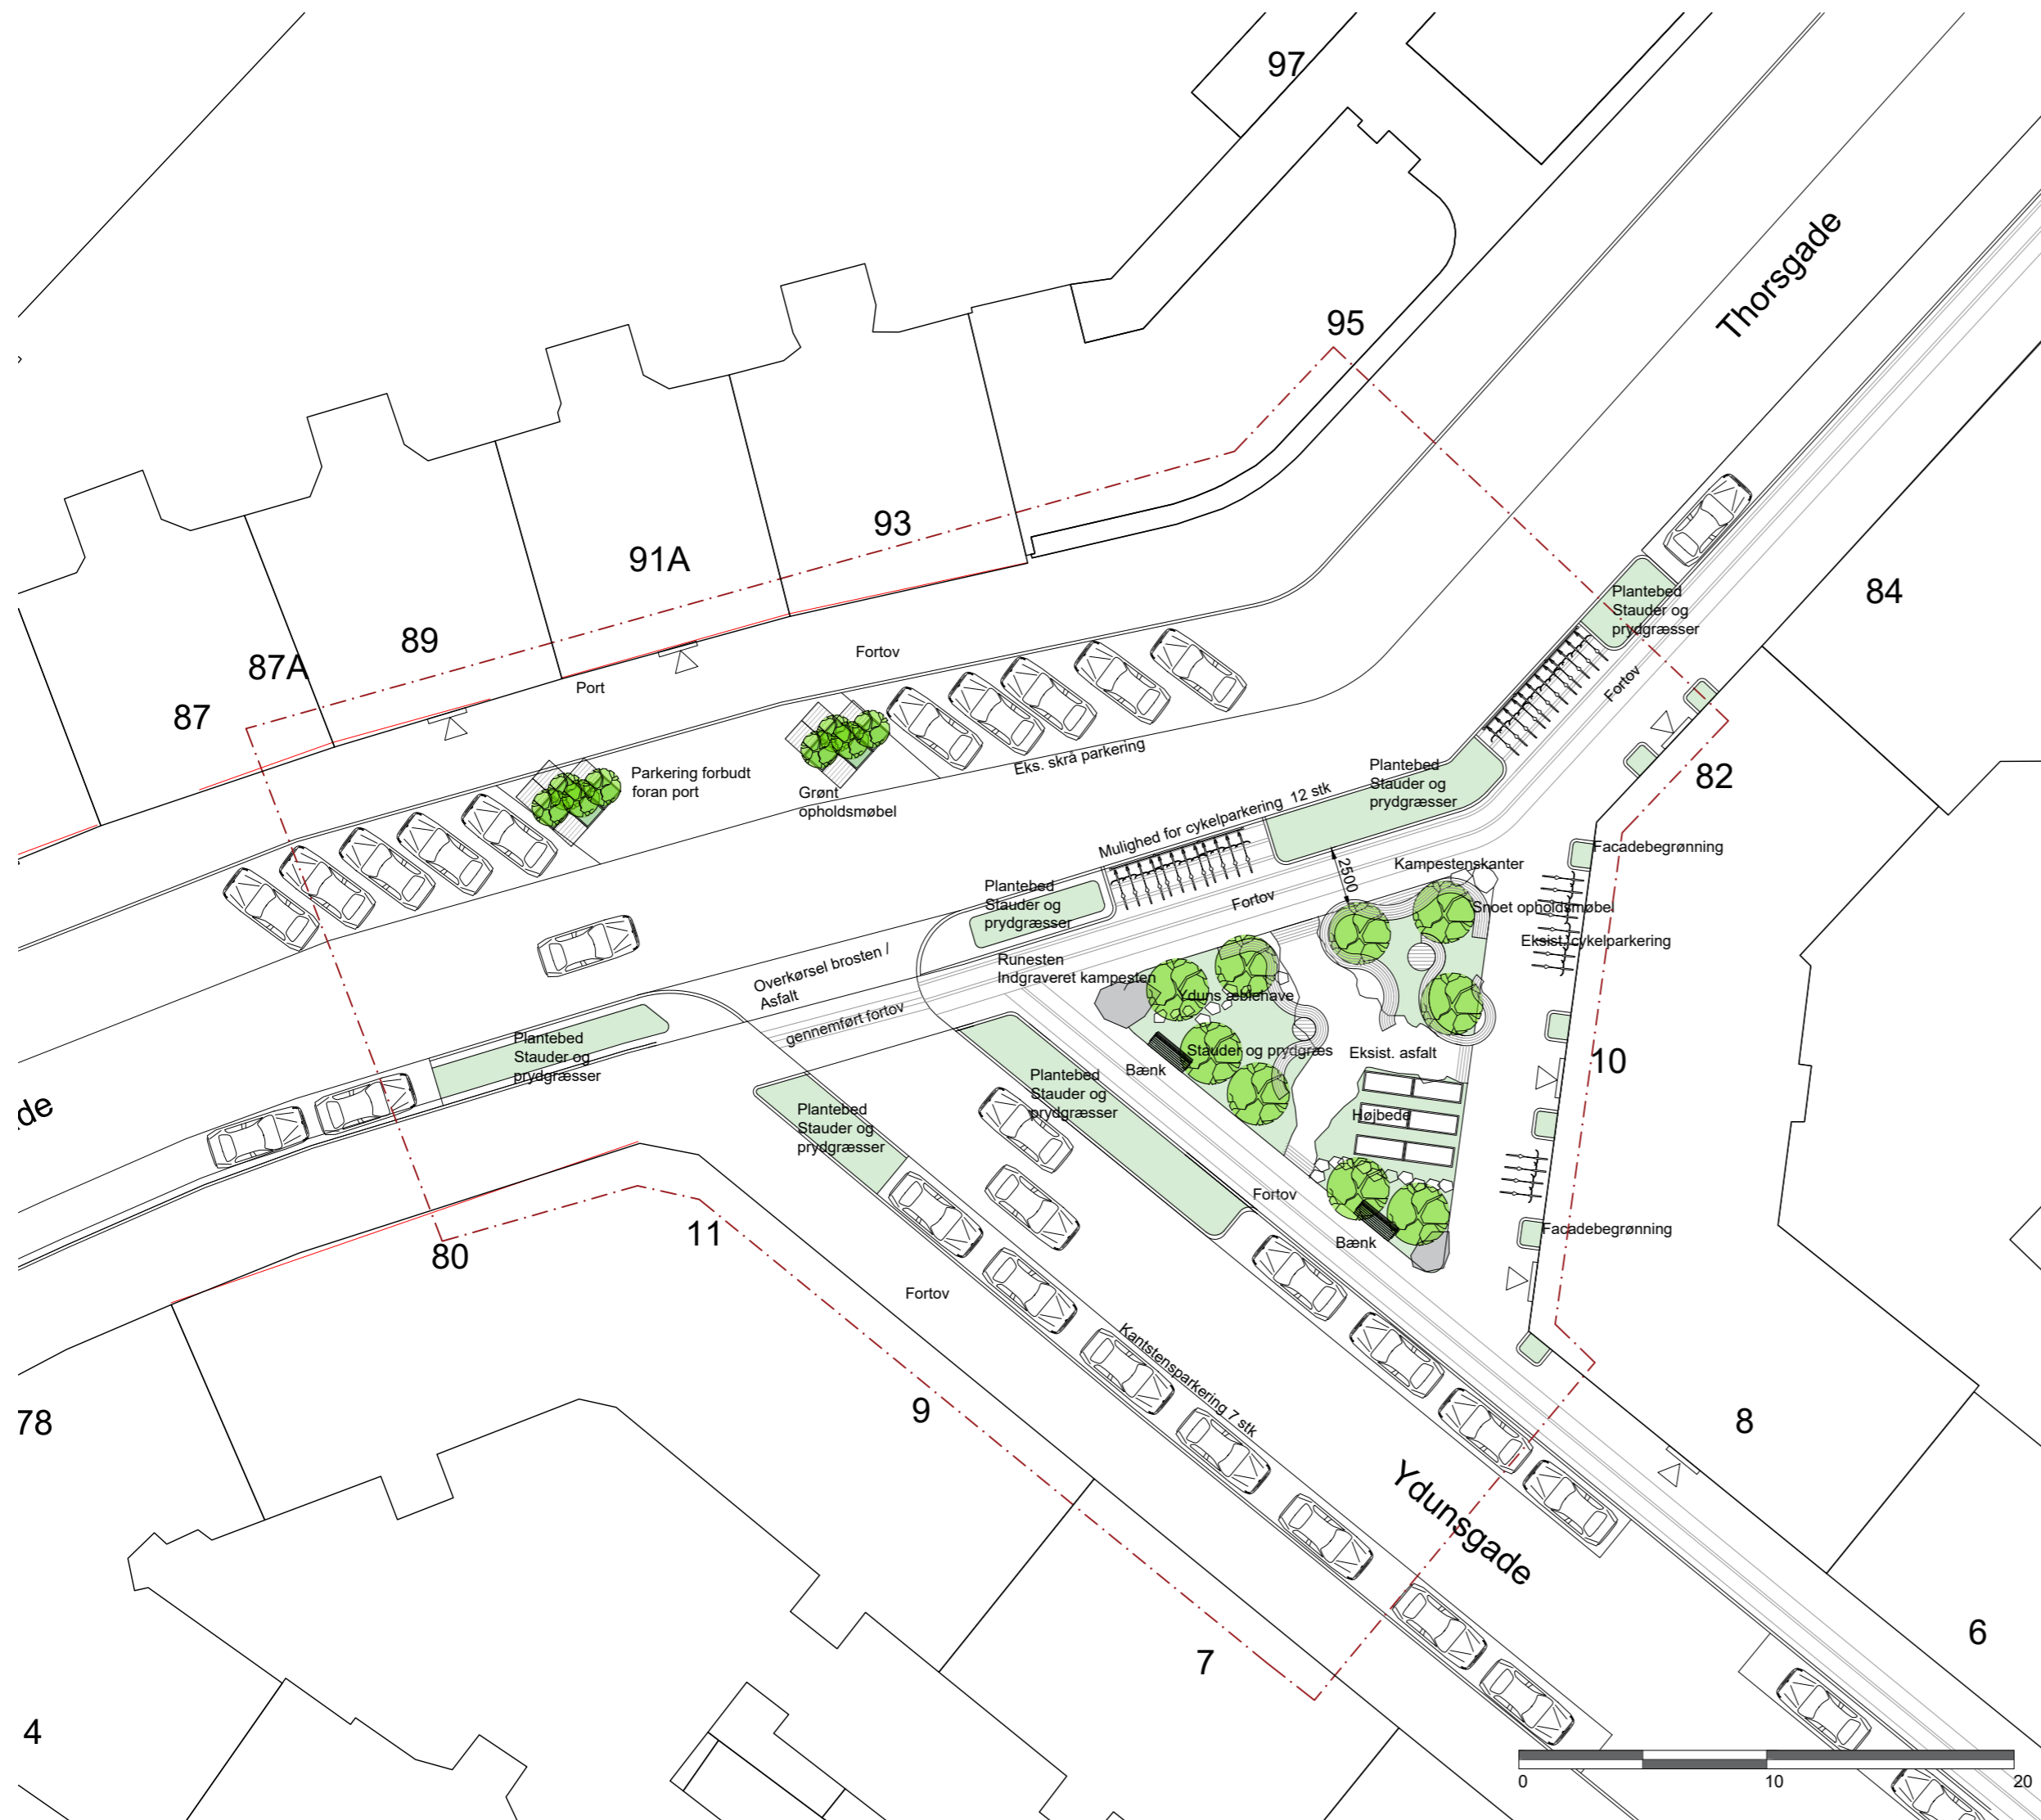 97
Thorsgade
95
93
91A
84
Plantebed
Stauder og
prydgræsser
89
87A
Fortov
Port
Fortov
87
Eks. skrå parkering
Parkering forbudt
foran port
Grønt
opholdsmøbel
Plantebed
Stauder og
prydgræsser
82
Mulighed for cykelparkering 12 stk
Facadebegrønning
Kampestenskanter
2500
Plantebed
Stauder og
prydgræsser
Fortov
Snoet opholdsmøbel
Eksist. cykelparkering
Overkørsel brosten /
Asfalt
Runesten
Indgraveret kampesten
Yduns æblehave
gennemført fortov
Plantebed
Stauder og
prydgræsser
Stauder og prydgræs
Eksist. asfalt
10
Bænk
Plantebed
Stauder og
prydgræsser
Højbede
de
Plantebed
Stauder og
prydgræsser
Fortov
Facadebegrønning
Bænk
11
80
Fortov
Kantstensparkering 7 stk
9
8
78
Ydunsgade
7
6
4
0
10
20